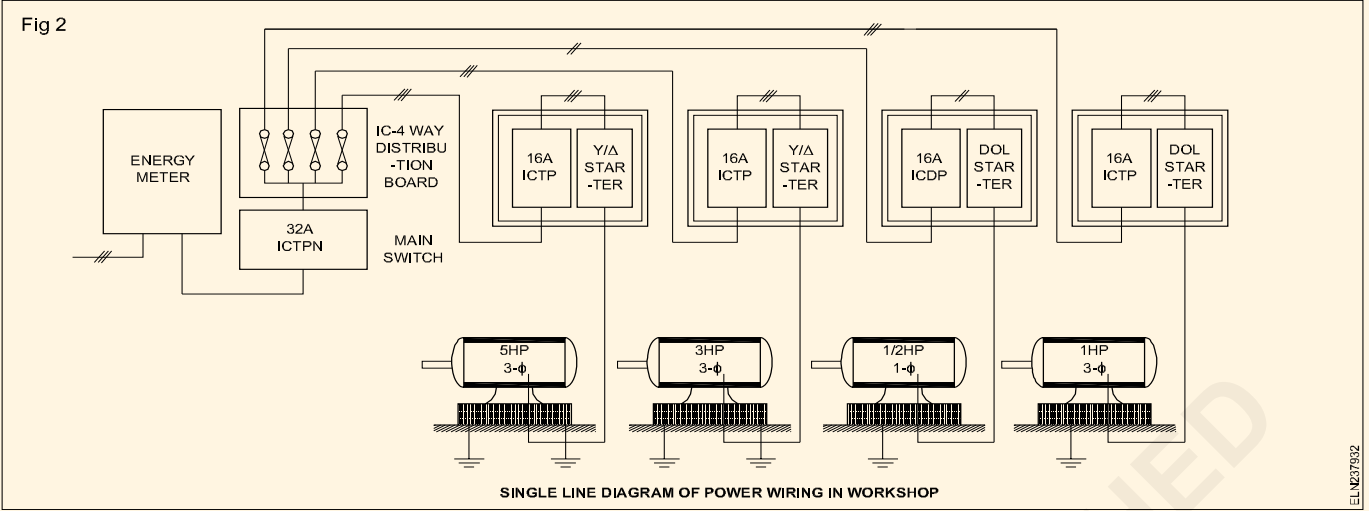 Fig 2
ENERGY
METER
IC-4 WAY
DISTRIBU
-TION
BOARD
32A
ICTPN
MAIN
SWITCH
16A
ICTP
Y/Δ
STAR
-TER
16A
ICTP
Y/Δ
STAR
-TER
16A
ICDP
DOL
STAR
-TER
16A
ICTP
DOL
STAR
-TER
5HP
3-ϕ
3HP
3-ϕ
1/2HP
1-ϕ
1HP
3-ϕ
SINGLE LINE DIAGRAM OF POWER WIRING IN WORKSHOP
ELN237932